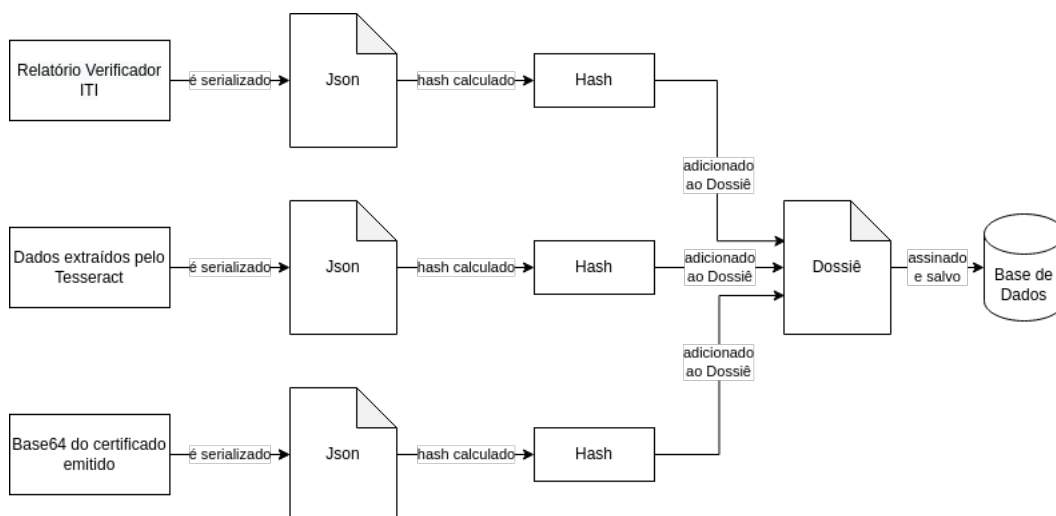 Relatório Verificador
ITI
é serializado
Json
hash calculado
Hash
adicionado
ao Dossiê
Dados extraídos pelo
Tesseract
é serializado
Json
hash calculado
Hash
adicionado
ao Dossiê
Dossiê
assinado
e salvo
Base de
Dados
Base64 do certificado
emitido
é serializado
Json
hash calculado
Hash
adicionado
ao Dossiê